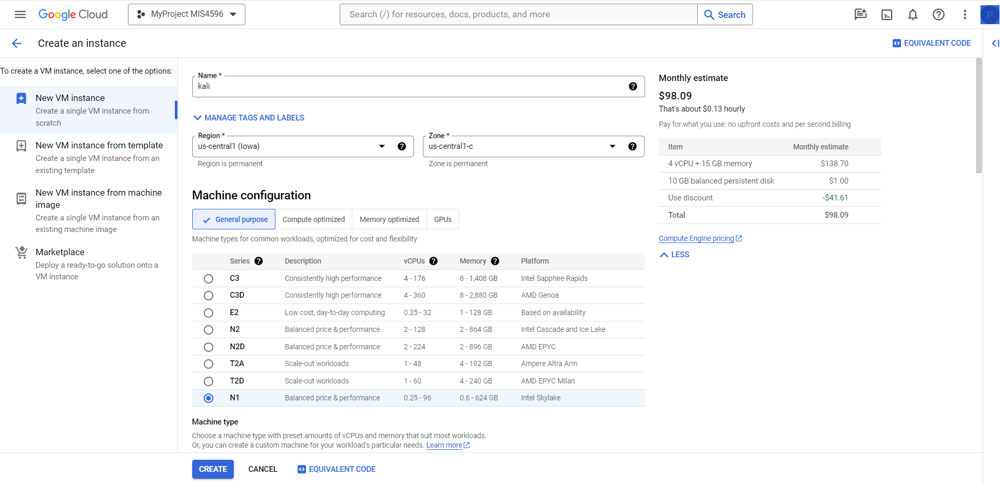 Google Cloud
MyProject MIS4596
Search (/) for resources, docs, products, and more
Search
P
Create an instance
EQUIVALENT CODE
To create a VM instance, select one of the options:
New VM instance
Create a single VM instance from
scratch
New VM instance from template
Create a single VM instance from an
existing template
New VM instance from machine
image
Create a single VM instance from an
existing machine image
Marketplace
Deploy a ready-to-go solution onto a
VM instance
Name *
kali
MANAGE TAGS AND LABELS
Region *
us-central1 (Iowa)
Region is permanent
Zone *
us-central1-c
Zone is permanent
Machine configuration
General purpose Compute optimized Memory optimized GPUs
Machine types for common workloads, optimized for cost and flexibility
Series Description vCPUs Memory Platform
C3 Consistently high performance 4 - 176 8 - 1,408 GB Intel Sapphire Rapids
C3D Consistently high performance 4 - 360 8 - 2,880 GB AMD Genoa
E2 Low cost, day-to-day computing 0.25 - 32 1 - 128 GB Based on availability
N2 Balanced price & performance 2 - 128 2 - 864 GB Intel Cascade and Ice Lake
N2D Balanced price & performance 2 - 224 2 - 896 GB AMD EPYC
T2A Scale-out workloads 1 - 48 4 - 192 GB Ampere Altra Arm
T2D Scale-out workloads 1 - 60 4 - 240 GB AMD EPYC Milan
N1 Balanced price & performance 0.25 - 96 0.6 - 624 GB Intel Skylake
Machine type
Choose a machine type with preset amounts of vCPUs and memory that suit most workloads.
Or, you can create a custom machine for your workload's particular needs. Learn more
CREATE CANCEL EQUIVALENT CODE
Monthly estimate
$98.09
That's about $0.13 hourly
Pay for what you use: no upfront costs and per second billing
Item Monthly estimate
4 vCPU + 15 GB memory $138.70
10 GB balanced persistent disk $1.00
Use discount -$41.61
Total $98.09
Compute Engine pricing
LESS